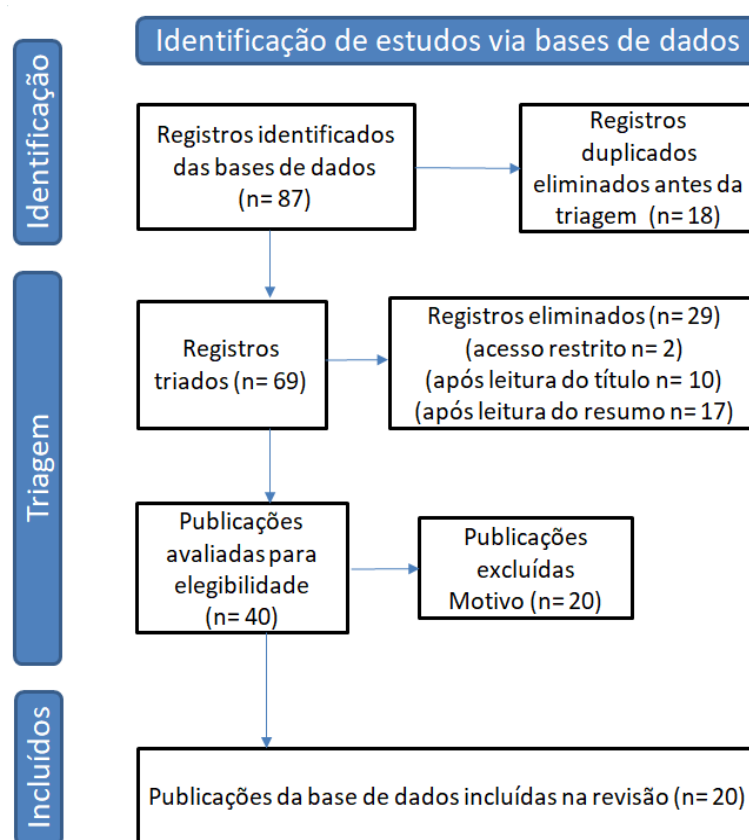 Identificação de estudos via bases de dados
Identificação
Registros identificados
das bases de dados
(n= 87)
Registros
duplicados
eliminados antes da
triagem (n= 18)
Triagem
Registros
triados (n= 69)
Registros eliminados (n= 29)
(acesso restrito n= 2)
(após leitura do título n= 10)
(após leitura do resumo n= 17)
Publicações
avaliadas para
elegibilidade
(n= 40)
Publicações
excluídas
Motivo (n= 20)
Incluídos
Publicações da base de dados incluídas na revisão (n= 20)